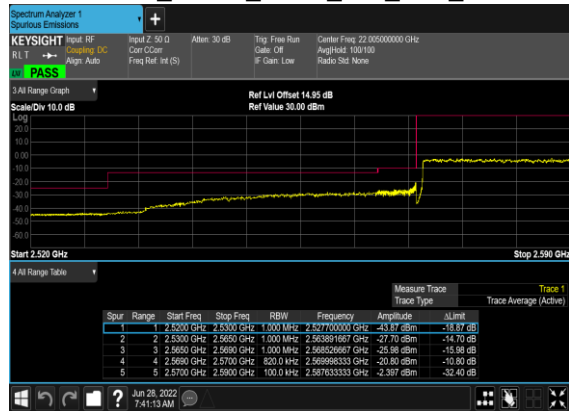 Spectrum Analyzer 1
Spurious Emissions
KEYSIGHT Input: RF Input Z: 50 Ω Atten: 30 dB Trig: Free Run Center Freq: 22.005000000 GHz
RLT Coupling: DC Corr CCorr Gate: Off Avg|Hold: 100/100
Align: Auto Freq Ref: Int (S) IF Gain: Low Radio Std: None
LW PASS
3 All Range Graph Ref Lvl Offset 14.95 dB
Scale/Div 10.0 dB Ref Value 30.00 dBm
Log
20.0
10.0
0.00
-10.0
-20.0
-30.0
-40.0
-50.0
-60.0
Start 2.520 GHz Stop 2.590 GHz
4 All Range Table
Measure Trace Trace 1
Trace Type Trace Average (Active)
Spur Range Start Freq Stop Freq RBW Frequency Amplitude ΔLimit
1 1 2.5200 GHz 2.5300 GHz 1.000 MHz 2.527700000 GHz -43.87 dBm -18.87 dB
2 2 2.5300 GHz 2.5650 GHz 1.000 MHz 2.563891667 GHz -27.70 dBm -14.70 dB
3 3 2.5650 GHz 2.5690 GHz 1.000 MHz 2.568526667 GHz -25.98 dBm -15.98 dB
4 4 2.5690 GHz 2.5700 GHz 820.0 kHz 2.569998333 GHz -20.80 dBm -10.80 dB
5 5 2.5700 GHz 2.5900 GHz 100.0 kHz 2.587633333 GHz -2.397 dBm -32.40 dB
Jun 28, 2022
7:41:13 AM